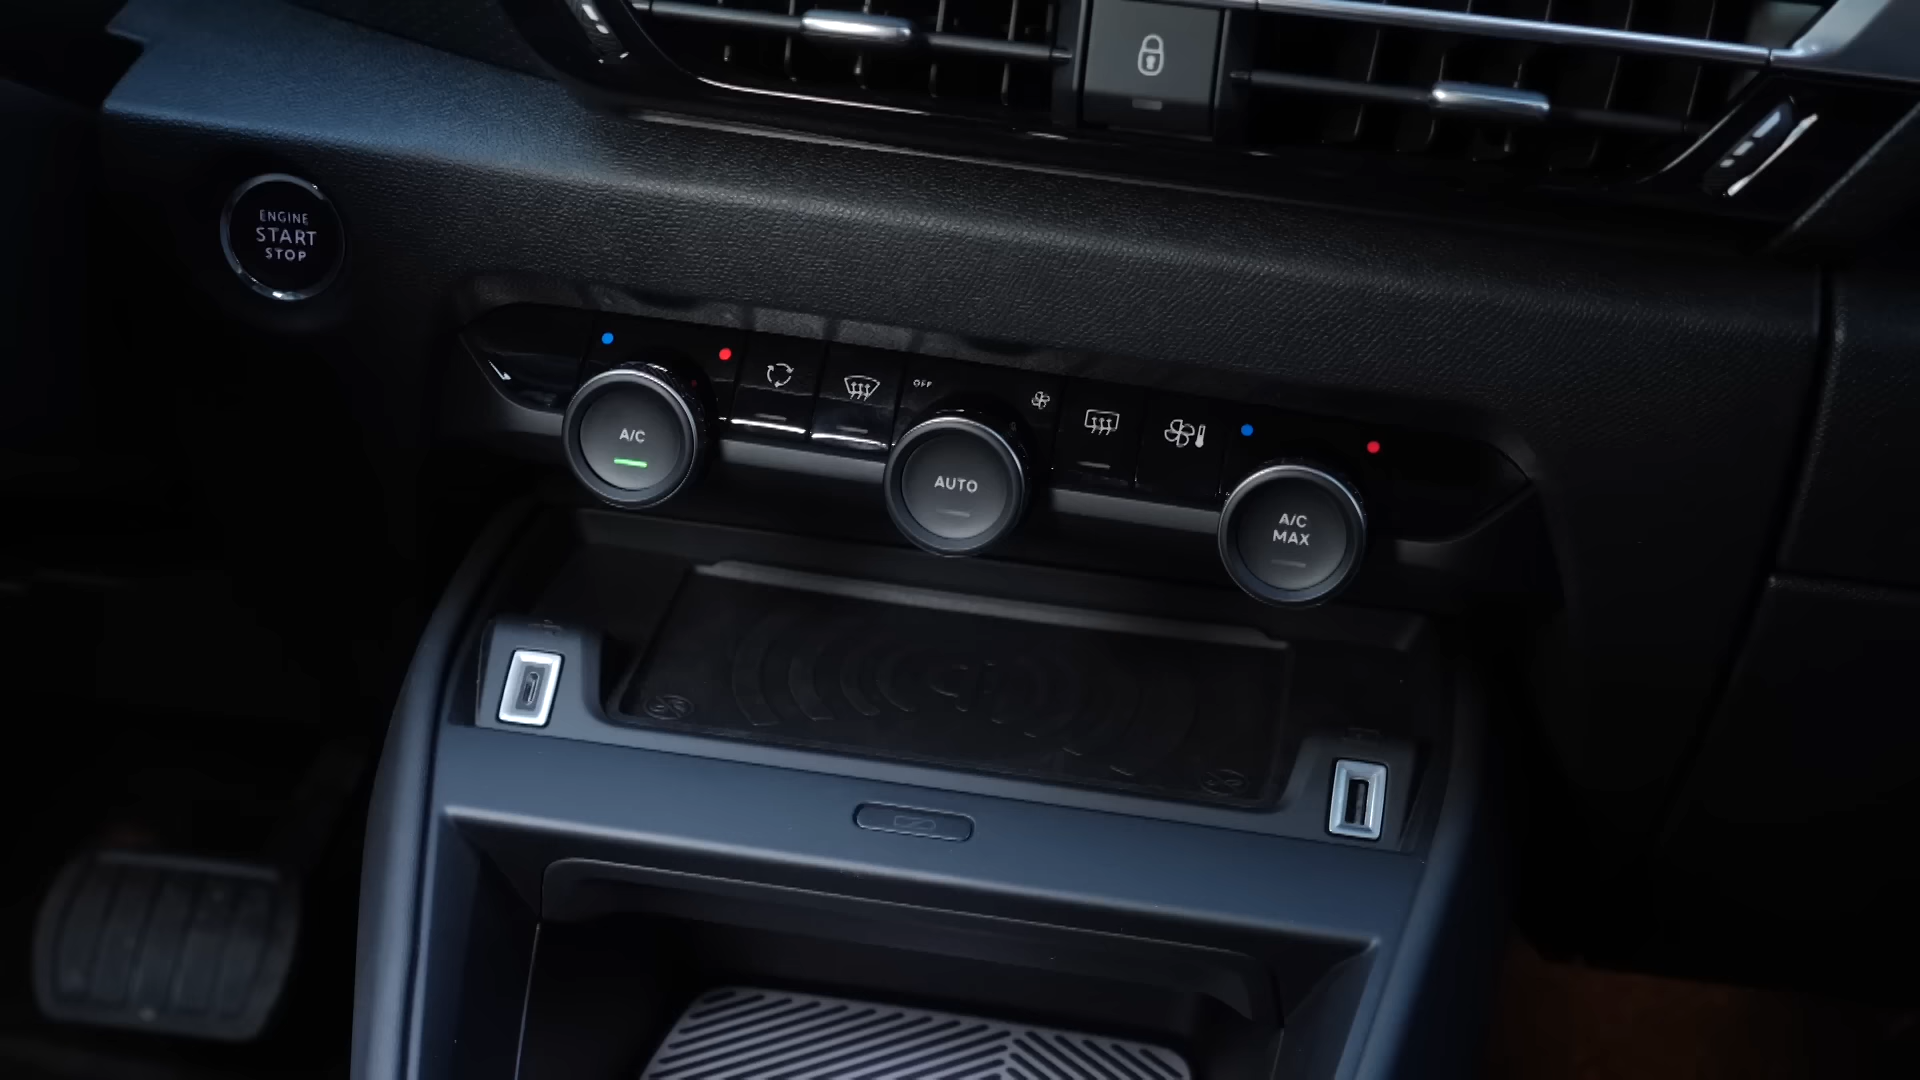 ENGINE
START
STOP
OFF
A/C
AUTO
A/C
MAX